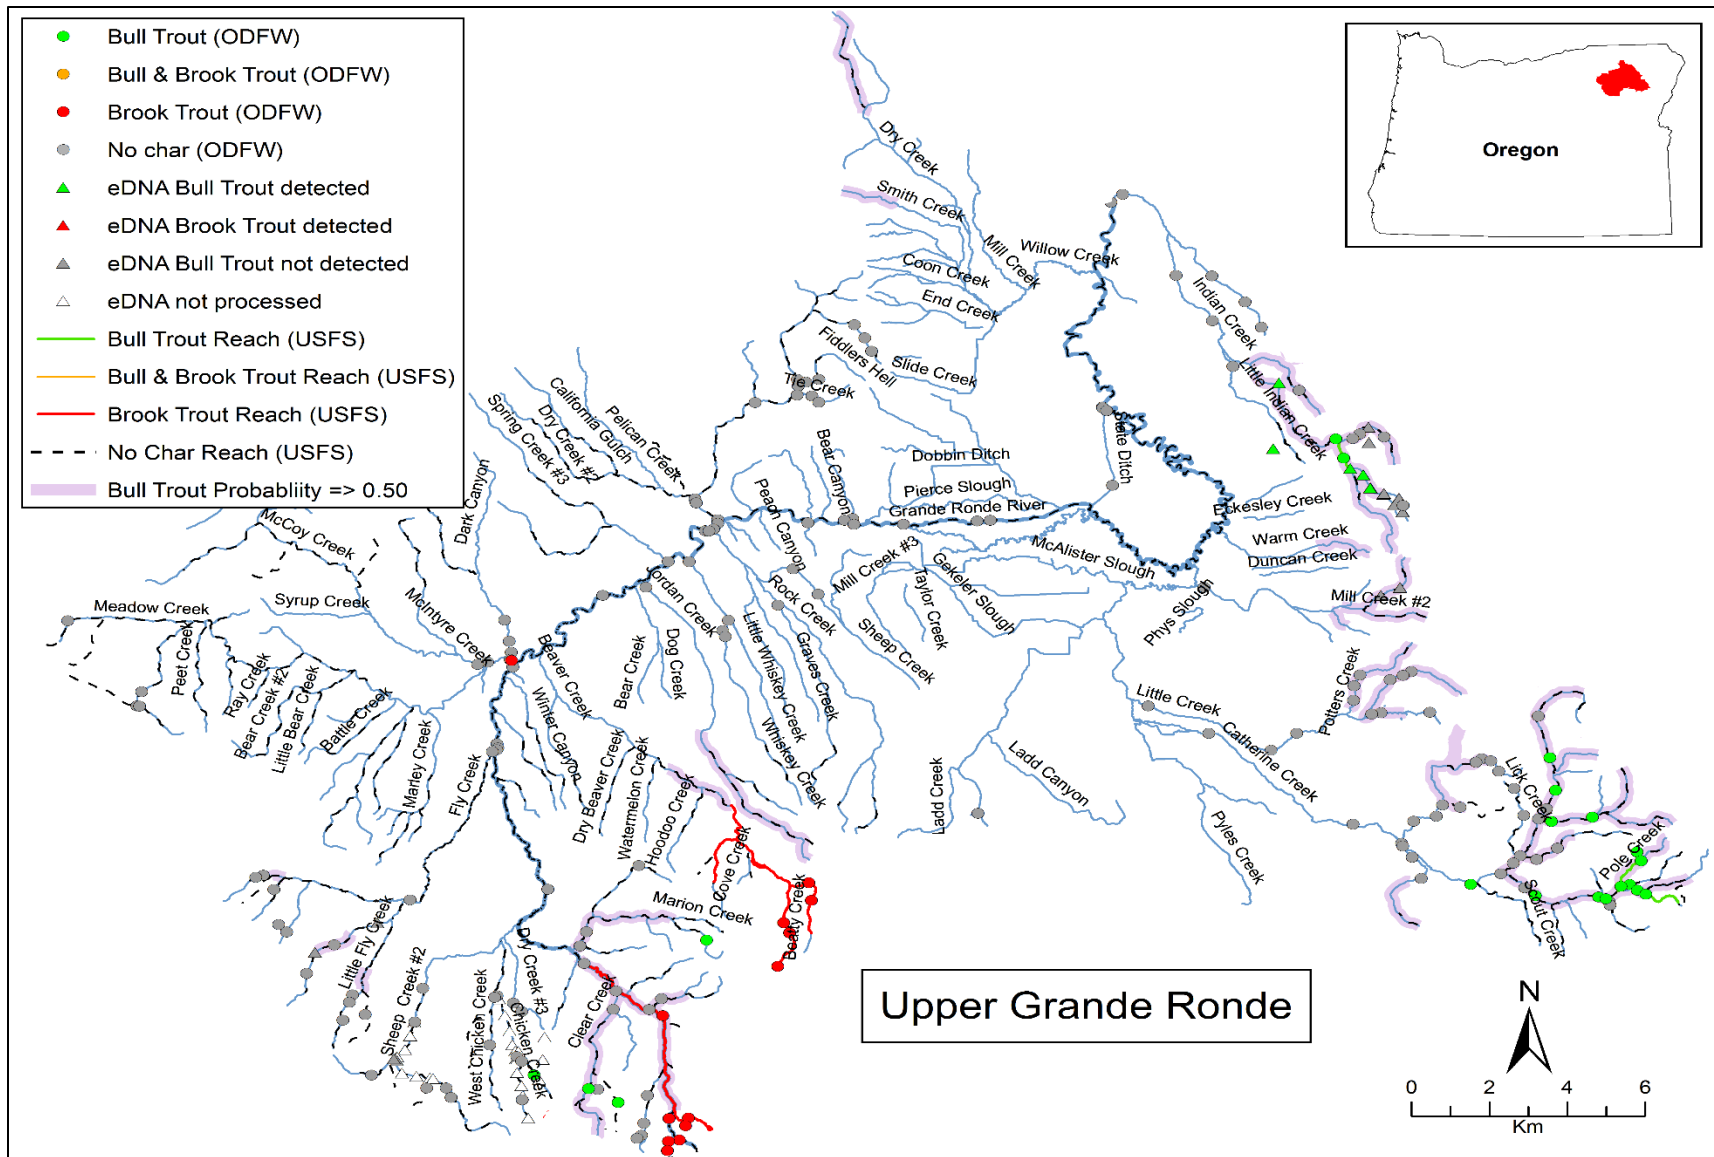 Bull Trout (ODFW)
Bull & Brook Trout (ODFW)
Brook Trout (ODFW)
No char (ODFW)
eDNA Bull Trout detected
eDNA Brook Trout detected
eDNA Bull Trout not detected
eDNA not processed
Bull Trout Reach (USFS)
Bull & Brook Trout Reach (USFS)
Brook Trout Reach (USFS)
No Char Reach (USFS)
Bull Trout Probabliity => 0.50
Oregon
Dry Creek
Smith Creek
Mill Creek
Willow Creek
Coon Creek
End Creek
Indian Creek
Fiddlers Hell
Slide Creek
Tie Creek
Little Indian Creek
California Gulch
Pelican Creek
Dry Creek #2
Spring Creek #3
State Ditch
Bear Canyon
Dobbin Ditch
Dark Canyon
Peach Canyon
Pierce Slough
Grande Ronde River
Eckesley Creek
McCoy Creek
Warm Creek
McAlister Slough
Duncan Creek
Mill Creek #3
Gekeler Slough
Taylor Creek
Jordan Creek
Rock Creek
Meadow Creek
Syrup Creek
McIntyre Creek
Phys Slough
Mill Creek #2
Peet Creek
Ray Creek
Bear Creek #2
Little Bear Creek
Battle Creek
Marley Creek
Beaver Creek
Winter Canyon
Bear Creek
Dog Creek
Little Whiskey Creek
Graves Creek
Sheep Creek
Whiskey Creek
Little Creek
Potters Creek
Catherine Creek
Fly Creek
Dry Beaver Creek
Watermelon Creek
Hoodoo Creek
Ladd Creek
Ladd Canyon
Lick Creek
Pyles Creek
Cove Creek
Pole Creek
Marion Creek
Beatty Creek
Scout Creek
Little Fly Creek
Sheep Creek #2
Dry Creek #3
West Chicken Creek
Chicken Creek
Clear Creek
Upper Grande Ronde
N
0 2 4 6
Km